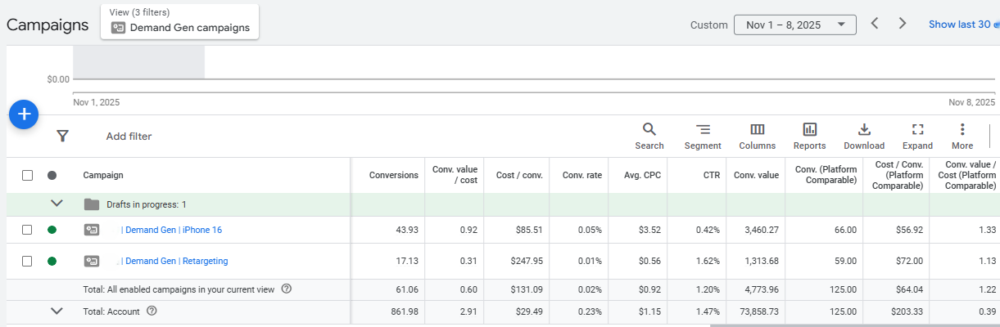 Campaigns
View (3 filters)
Demand Gen campaigns
Custom
Nov 1 – 8, 2025
Show last 30
$0.00
Nov 1, 2025
Nov 8, 2025
Add filter
Search
Segment
Columns
Reports
Download
Expand
More
Campaign
Conversions
Conv. value
/ cost
Cost / conv.
Conv. rate
Avg. CPC
CTR
Conv. value
Conv. (Platform
Comparable)
Cost / Conv.
(Platform
Comparable)
Conv. value /
Cost (Platform
Comparable)
Drafts in progress: 1
| Demand Gen | iPhone 16 43.93 0.92 $85.51 0.05% $3.52 0.42% 3,460.27 66.00 $56.92 1.33
| Demand Gen | Retargeting 17.13 0.31 $247.95 0.01% $0.56 1.62% 1,313.68 59.00 $72.00 1.13
Total: All enabled campaigns in your current view 61.06 0.60 $131.09 0.02% $0.92 1.20% 4,773.96 125.00 $64.04 1.22
Total: Account 861.98 2.91 $29.49 0.23% $1.15 1.47% 73,858.73 125.00 $203.33 0.39